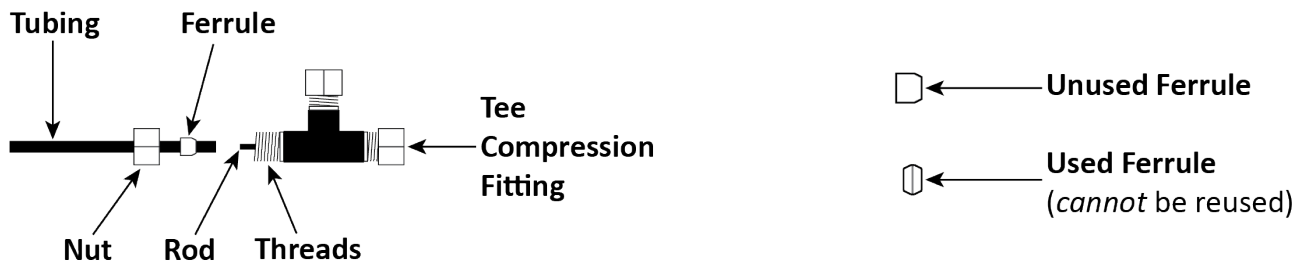 Tubing
Ferrule
Tee
Compression
Fitting
Nut
Rod
Threads
Unused Ferrule
Used Ferrule
(cannot be reused)